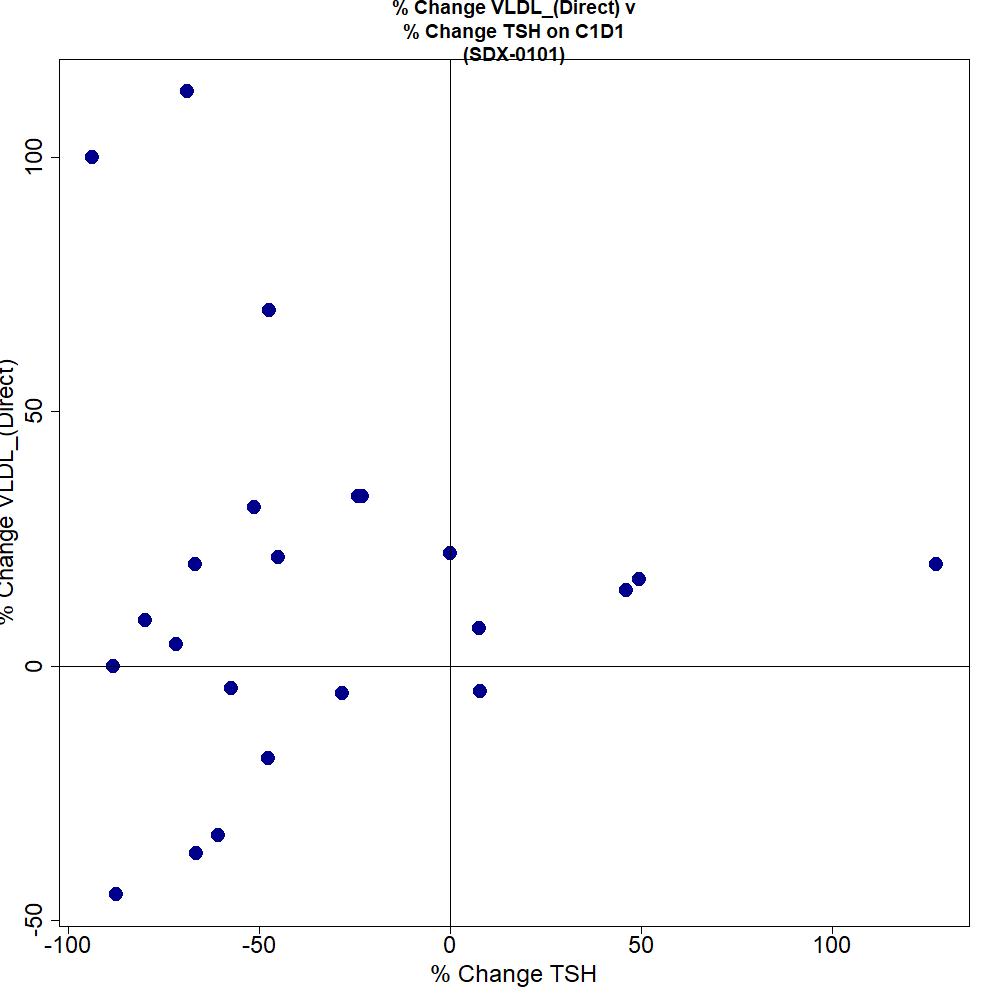 % Change VLDL_(Direct) v
% Change TSH on C1D1
(SDX-0101)
% Change VLDL_(Direct)
100
50
0
-50
-100
-50
0
50
100
% Change TSH